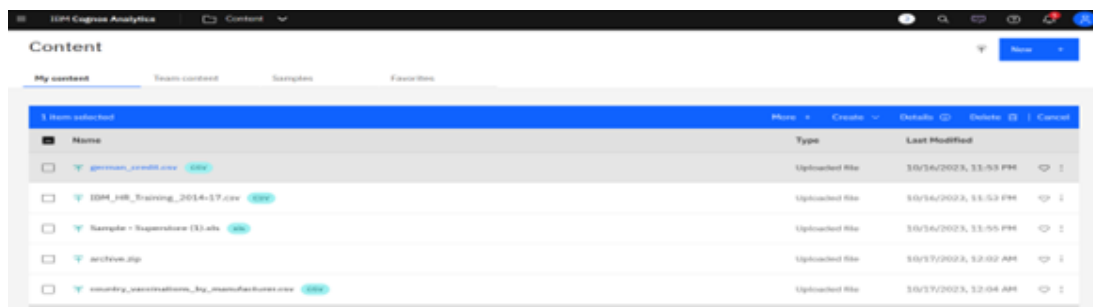 IBM Cognos Analytics Content
Content New
My content Team content Samples Favorites
1 item selected More Create Details Delete Cancel
Name Type Last Modified
german_credit.csv csv Uploaded file 10/16/2023, 11:53 PM
IBM_HR_Training_2014-17.csv csv Uploaded file 10/16/2023, 11:53 PM
Sample - Superstore (1).xls xls Uploaded file 10/16/2023, 11:55 PM
archive.zip Uploaded file 10/17/2023, 12:02 AM
country_vaccinations_by_manufacturer.csv csv Uploaded file 10/17/2023, 12:04 AM